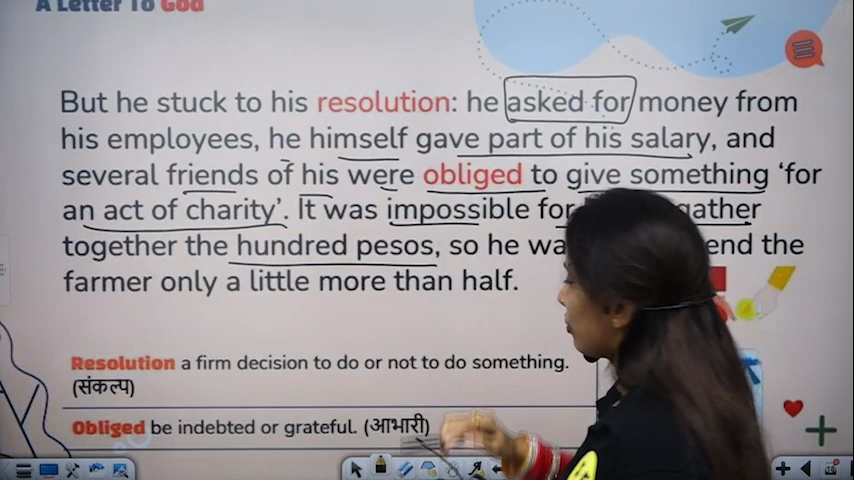 A Letter To God
But he stuck to his resolution: he asked for money from
his employees, he himself gave part of his salary, and
several friends of his were obliged to give something ‘for
an act of charity’. It was impossible for gather
together the hundred pesos, so he wa end the
farmer only a little more than half.
Resolution a firm decision to do or not to do something.
(संकल्प)
Obliged be indebted or grateful. (आभारी)